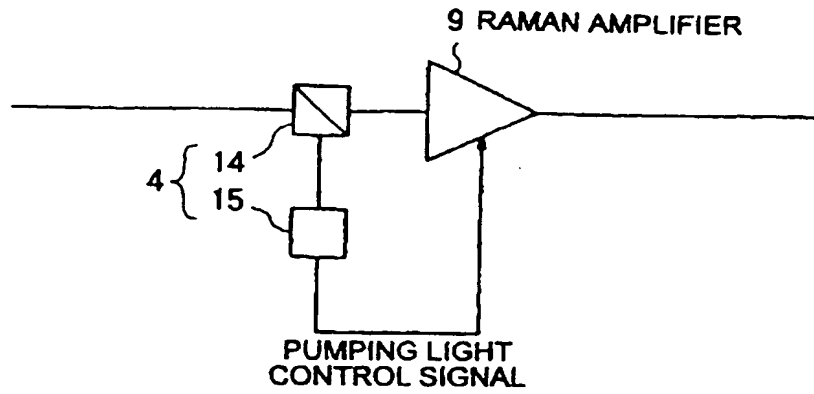 9 RAMAN AMPLIFIER
14
4
15
PUMPING LIGHT
CONTROL SIGNAL